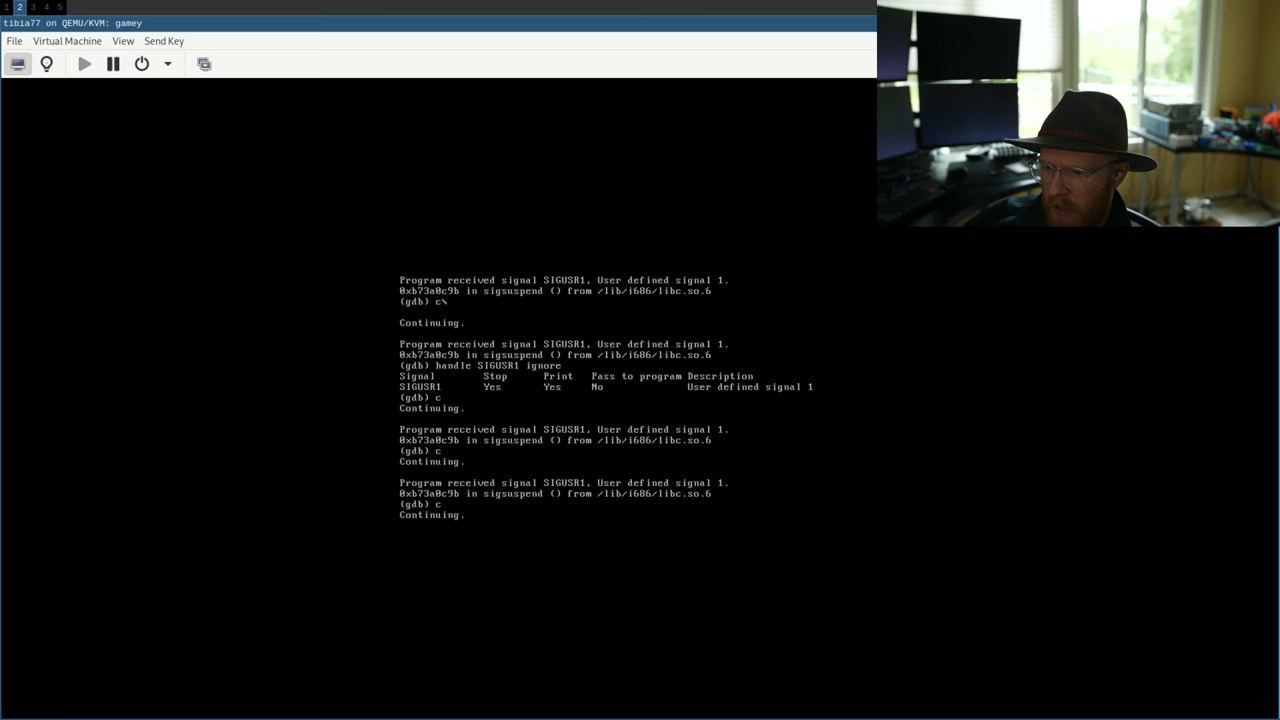 1 2 3 4 5
tibia77 on QEMU/KVM: gamey
File Virtual Machine View Send Key
Program received signal SIGUSR1, User defined signal 1.
0xb73a0c9b in sigsuspend () from /lib/i686/libc.so.6
(gdb) c\
Continuing.
Program received signal SIGUSR1, User defined signal 1.
0xb73a0c9b in sigsuspend () from /lib/i686/libc.so.6
(gdb) handle SIGUSR1 ignore
Signal Stop Print Pass to program Description
SIGUSR1 Yes Yes No User defined signal 1
(gdb) c
Continuing.
Program received signal SIGUSR1, User defined signal 1.
0xb73a0c9b in sigsuspend () from /lib/i686/libc.so.6
(gdb) c
Continuing.
Program received signal SIGUSR1, User defined signal 1.
0xb73a0c9b in sigsuspend () from /lib/i686/libc.so.6
(gdb) c
Continuing.